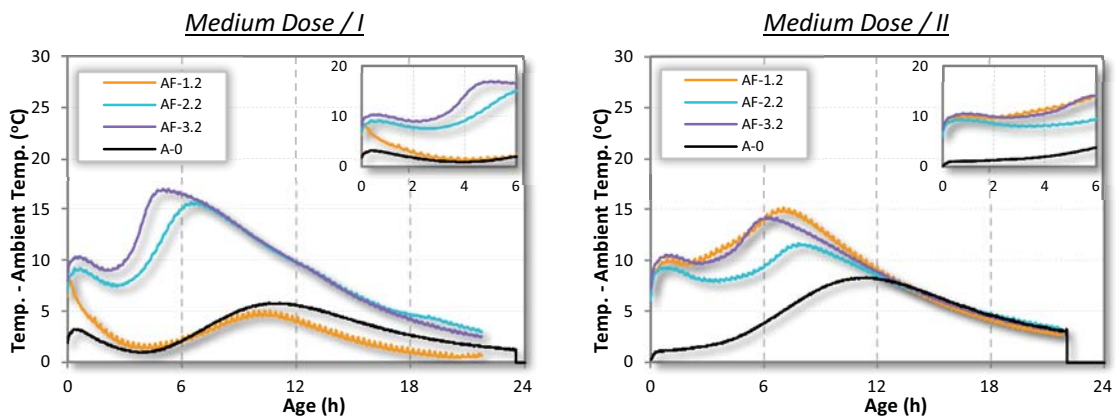 Medium Dose / I
Temp. - Ambient Temp. (°C)
30
25
20
15
10
5
0
AF-1.2
AF-2.2
AF-3.2
A-0
20
10
0
0 2 4 6
0 6 12 18 24
Age (h)
Medium Dose / II
Temp. - Ambient Temp. (°C)
30
25
20
15
10
5
0
AF-1.2
AF-2.2
AF-3.2
A-0
20
10
0
0 2 4 6
0 6 12 18 24
Age (h)